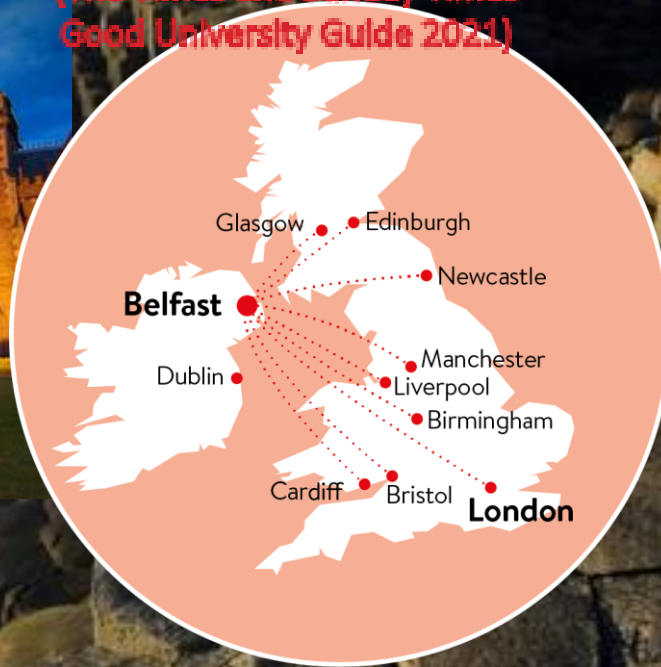 Good University Guide 2021)
Glasgow
Edinburgh
Newcastle
Belfast
Manchester
Dublin
Liverpool
Birmingham
Cardiff
Bristol
London